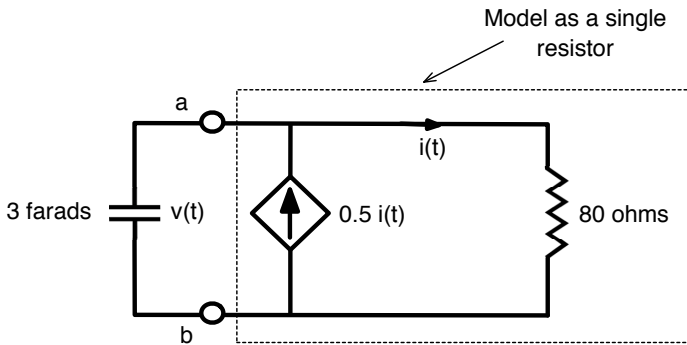 Model as a single
resistor
a
i(t)
3 farads
v(t)
0.5 i(t)
80 ohms
b